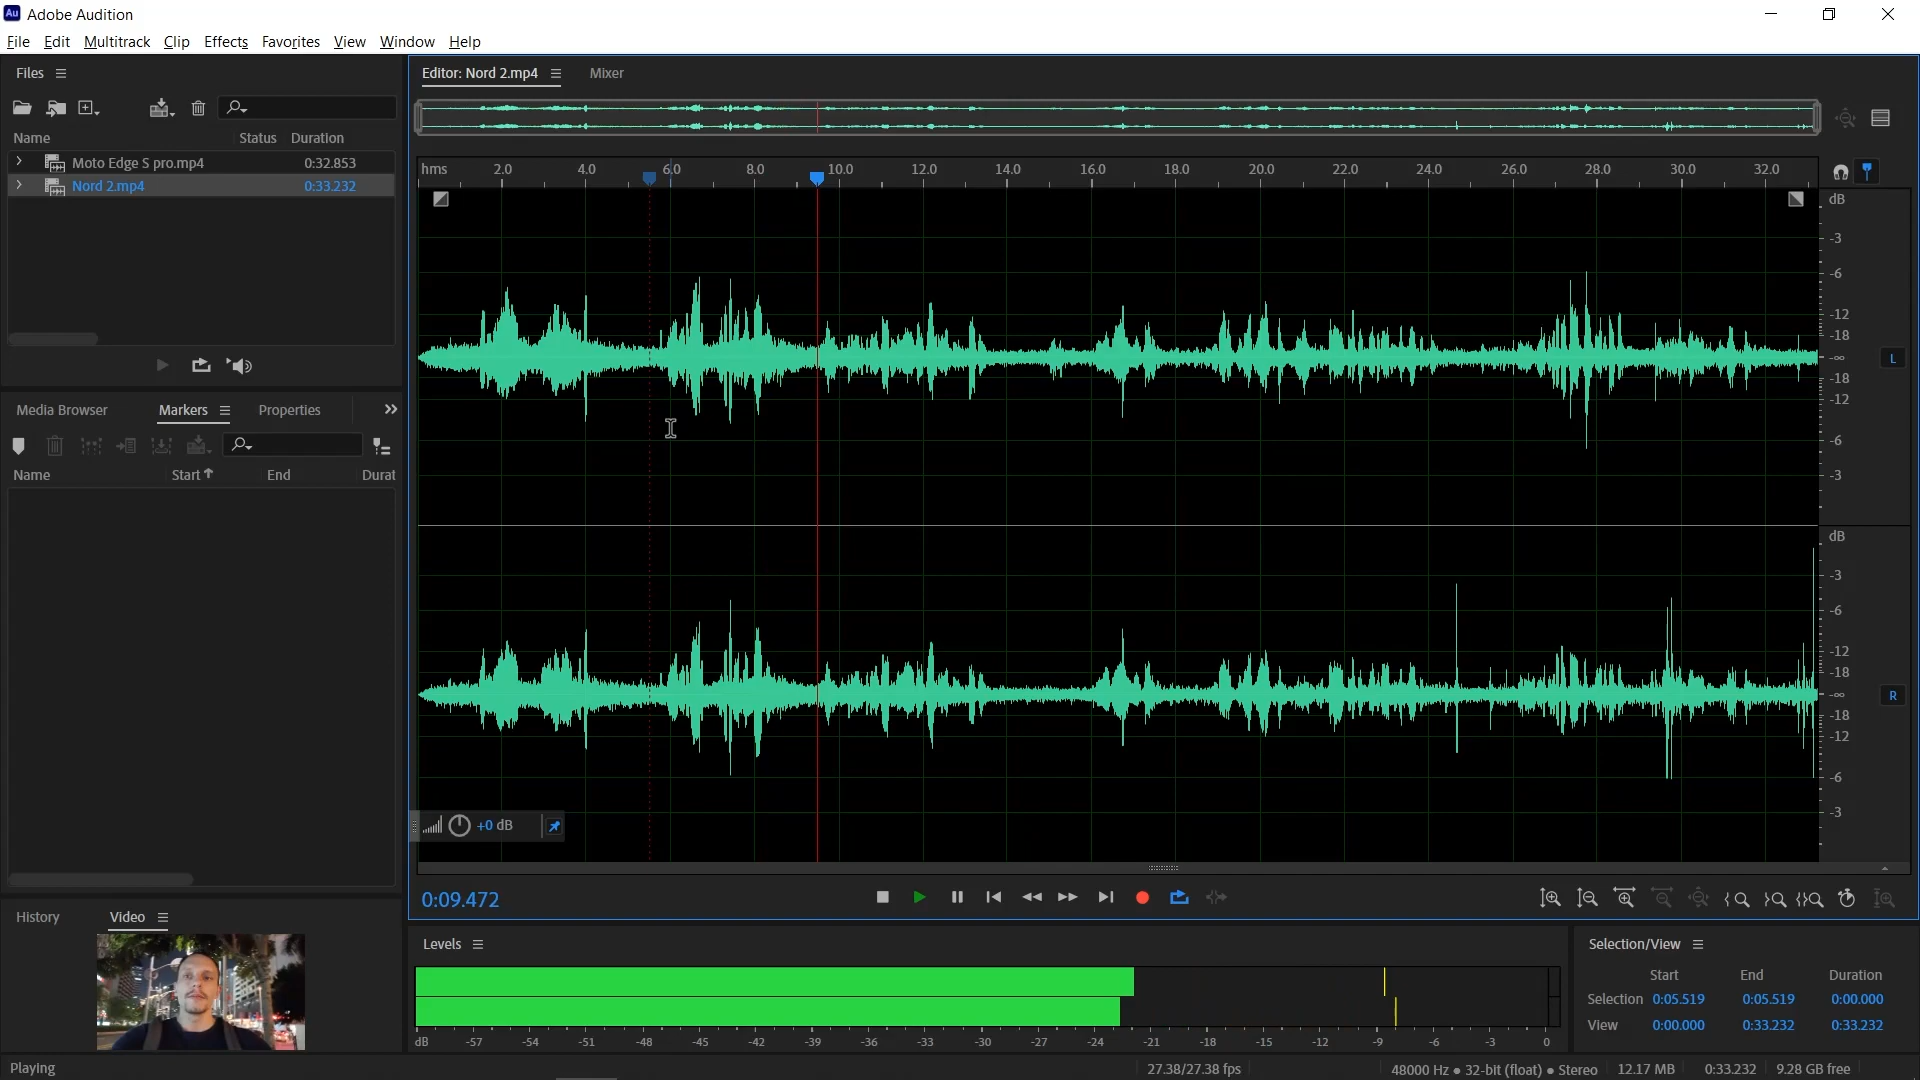 Au Adobe Audition
File Edit Multitrack Clip Effects Favorites View Window Help
Files
Name Status Duration
Moto Edge S pro.mp4 0:32.853
Nord 2.mp4 0:33.232
Media Browser Markers Properties
Name Start End Durat
History Video
Playing
Editor: Nord 2.mp4 Mixer
hms 2.0 4.0 6.0 8.0 10.0 12.0 14.0 16.0 18.0 20.0 22.0 24.0 26.0 28.0 30.0 32.0
dB
-3
-6
-12
-18
-∞ L
-18
-12
-6
-3
dB
-3
-6
-12
-18
-∞ R
-18
-12
-6
-3
+0 dB
0:09.472
Levels
dB -57 -54 -51 -48 -45 -42 -39 -36 -33 -30 -27 -24 -21 -18 -15 -12 -9 -6 -3 0
Selection/View
Start End Duration
Selection 0:05.519 0:05.519 0:00.000
View 0:00.000 0:33.232 0:33.232
27.38/27.38 fps 48000 Hz ● 32-bit (float) ● Stereo 12.17 MB 0:33.232 9.28 GB free